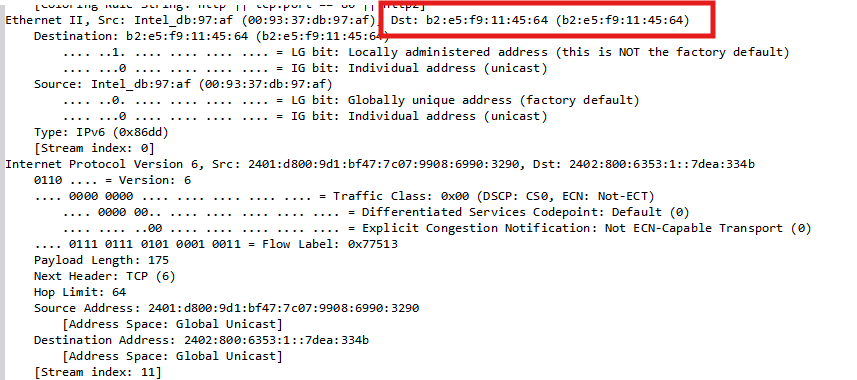 [Coloring Rule String: http || tcp.port == 80 || http2]
Ethernet II, Src: Intel_db:97:af (00:93:37:db:97:af), Dst: b2:e5:f9:11:45:64 (b2:e5:f9:11:45:64)
Destination: b2:e5:f9:11:45:64 (b2:e5:f9:11:45:64)
.... ..1. .... .... .... .... = LG bit: Locally administered address (this is NOT the factory default)
.... ...0 .... .... .... .... = IG bit: Individual address (unicast)
Source: Intel_db:97:af (00:93:37:db:97:af)
.... ..0. .... .... .... .... = LG bit: Globally unique address (factory default)
.... ...0 .... .... .... .... = IG bit: Individual address (unicast)
Type: IPv6 (0x86dd)
[Stream index: 0]
Internet Protocol Version 6, Src: 2401:d800:9d1:bf47:7c07:9908:6990:3290, Dst: 2402:800:6353:1::7dea:334b
0110 .... = Version: 6
.... 0000 0000 .... .... .... .... .... = Traffic Class: 0x00 (DSCP: CS0, ECN: Not-ECT)
.... 0000 00.. .... .... .... .... .... = Differentiated Services Codepoint: Default (0)
.... .... ..00 .... .... .... .... .... = Explicit Congestion Notification: Not ECN-Capable Transport (0)
.... 0111 0111 0101 0001 0011 = Flow Label: 0x77513
Payload Length: 175
Next Header: TCP (6)
Hop Limit: 64
Source Address: 2401:d800:9d1:bf47:7c07:9908:6990:3290
[Address Space: Global Unicast]
Destination Address: 2402:800:6353:1::7dea:334b
[Address Space: Global Unicast]
[Stream index: 11]